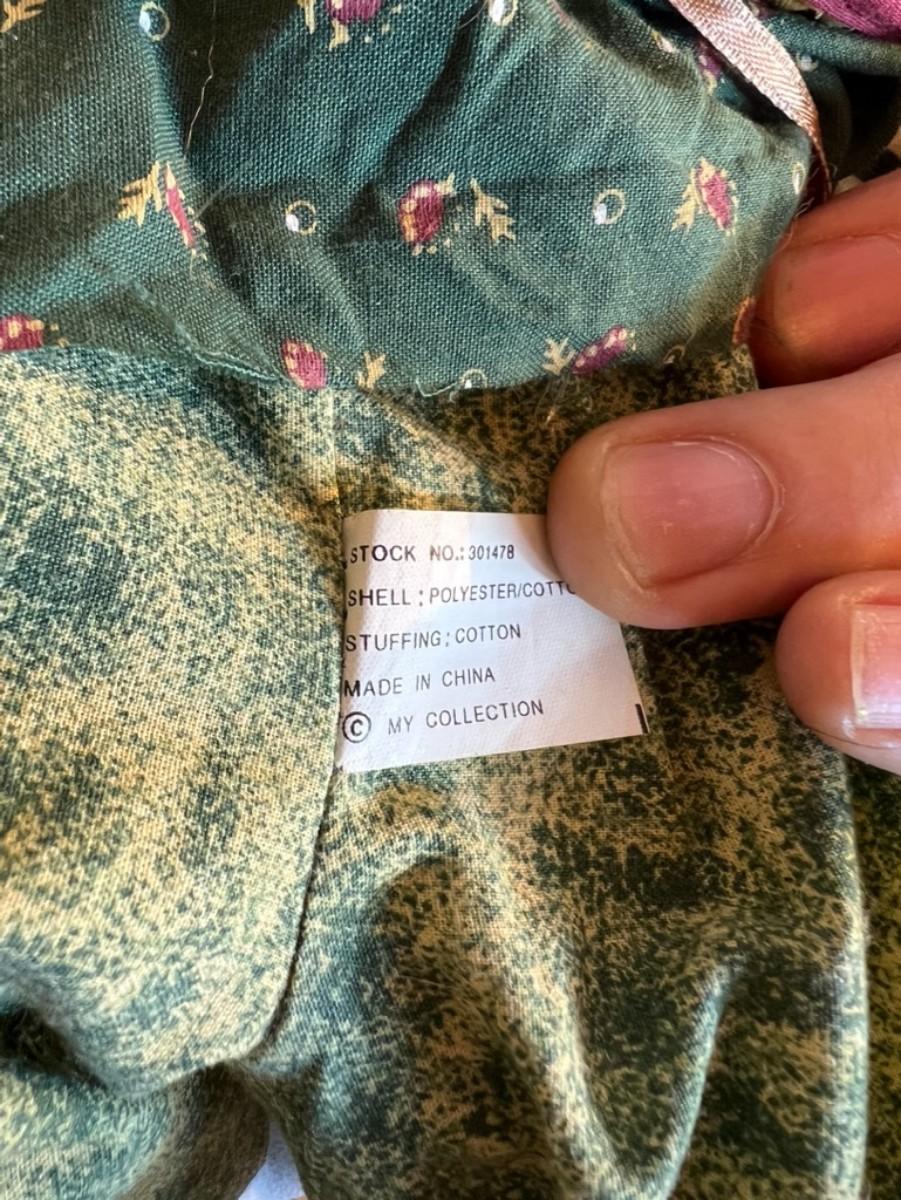 STOCK NO.: 301478
SHELL : POLYESTER/COTTO
STUFFING : COTTON
MADE IN CHINA
© MY COLLECTION